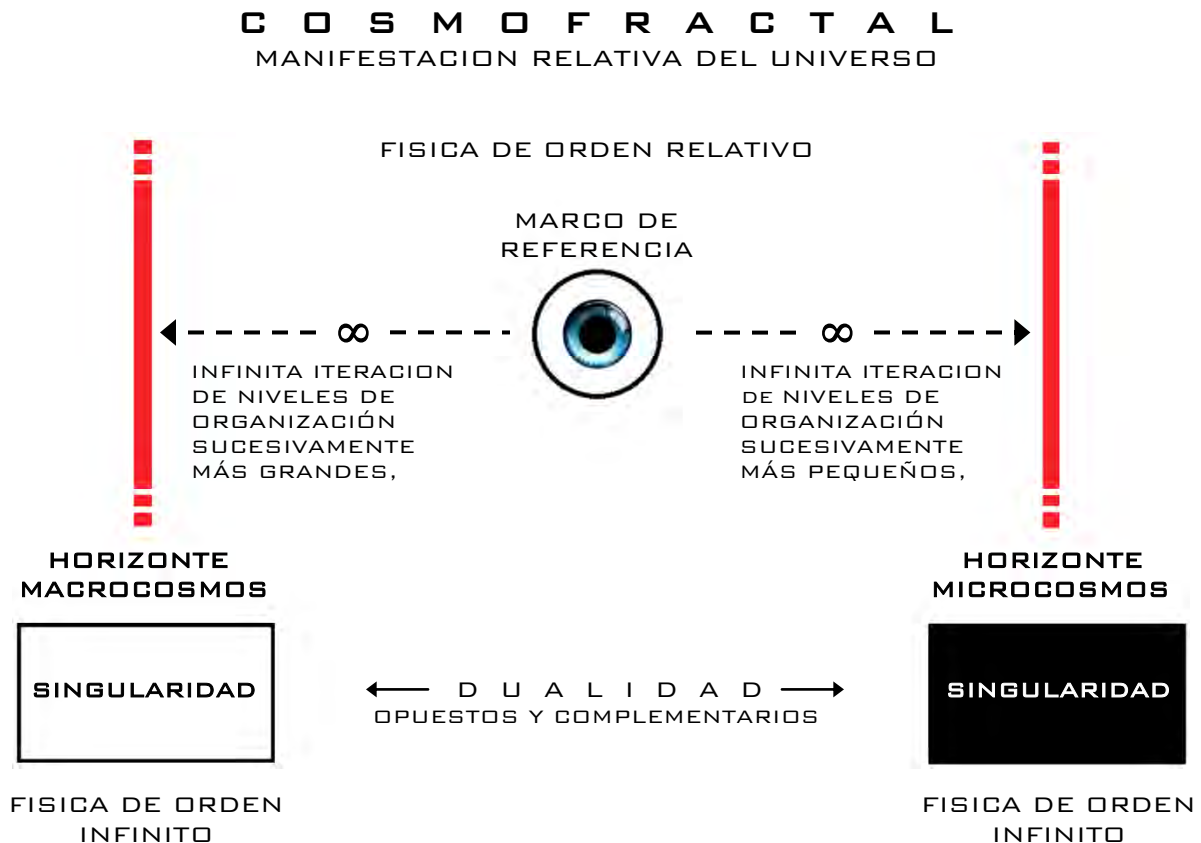 COSMOFRACTAL
MANIFESTACION RELATIVA DEL UNIVERSO
FISICA DE ORDEN RELATIVO
MARCO DE
REFERENCIA
∞
INFINITA ITERACION
DE NIVELES DE
ORGANIZACIÓN
SUCESIVAMENTE
MÁS GRANDES,
∞
INFINITA ITERACION
DE NIVELES DE
ORGANIZACIÓN
SUCESIVAMENTE
MÁS PEQUEÑOS,
HORIZONTE
MACROCOSMOS
SINGULARIDAD
FISICA DE ORDEN
INFINITO
DUALIDAD
OPUESTOS Y COMPLEMENTARIOS
HORIZONTE
MICROCOSMOS
SINGULARIDAD
FISICA DE ORDEN
INFINITO